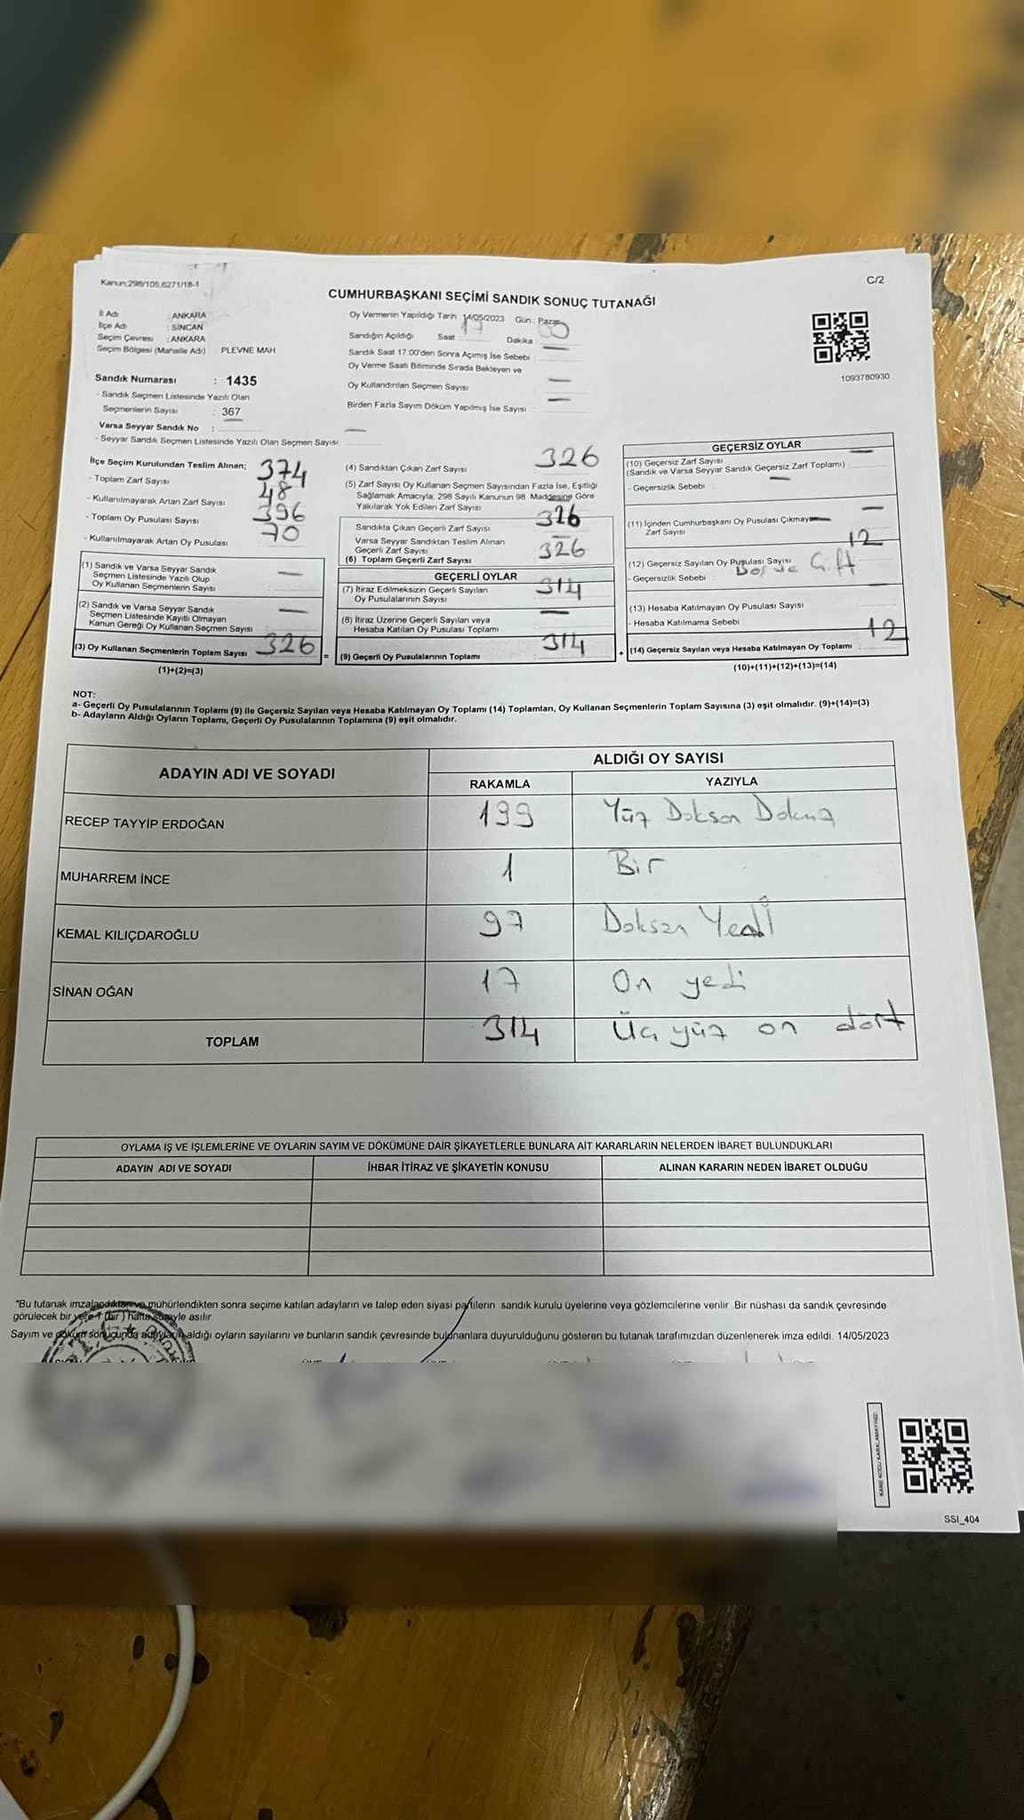 Kanun;298/105,6271/18-1
C/2
CUMHURBAŞKANI SEÇİMİ SANDIK SONUÇ TUTANAĞI
İl Adı : ANKARA
İlçe Adı : SİNCAN
Seçim Çevresi : ANKARA
Seçim Bölgesi (Mahalle Adı) : PLEVNE MAH
Sandık Numarası : 1435
- Sandık Seçmen Listesinde Yazılı Olan
Seçmenlerin Sayısı : 367
Varsa Seyyar Sandık No : —
- Seyyar Sandık Seçmen Listesinde Yazılı Olan Seçmen Sayısı —
Oy Vermenin Yapıldığı Tarih : 14/05/2023 Gün : Pazar
Sandığın Açıldığı Saat 17 Dakika 00
Sandık Saat 17.00'den Sonra Açımış İse Sebebi —
Oy Verme Saati Bitiminde Sırada Bekleyen ve
Oy Kullandırılan Seçmen Sayısı —
Birden Fazla Sayım Döküm Yapılmış İse Sayısı —
1093780930
İlçe Seçim Kurulundan Teslim Alınan;
- Toplam Zarf Sayısı 374
- Kullanılmayarak Artan Zarf Sayısı 48
- Toplam Oy Pusulası Sayısı 396
- Kullanılmayarak Artan Oy Pusulası 70
(1) Sandık ve Varsa Seyyar Sandık
Seçmen Listesinde Yazılı Olup
Oy Kullanan Seçmenlerin Sayısı —
(2) Sandık ve Varsa Seyyar Sandık
Seçmen Listesinde Kayıtlı Olmayan
Kanun Gereği Oy Kullanan Seçmen Sayısı —
(3) Oy Kullanan Seçmenlerin Toplam Sayısı 326
(1)+(2)=(3)
(4) Sandıktan Çıkan Zarf Sayısı 326
(5) Zarf Sayısı Oy Kullanan Seçmen Sayısından Fazla İse, Eşitliği
Sağlamak Amacıyla, 298 Sayılı Kanunun 98. Maddesine Göre
Yakılarak Yok Edilen Zarf Sayısı —
Sandıkta Çıkan Geçerli Zarf Sayısı 326
Varsa Seyyar Sandıktan Teslim Alınan
Geçerli Zarf Sayısı —
(6) Toplam Geçerli Zarf Sayısı 326
GEÇERLİ OYLAR
(7) İtiraz Edilmeksizin Geçerli Sayılan
Oy Pusulalarının Sayısı 314
(8) İtiraz Üzerine Geçerli Sayılan veya
Hesaba Katılan Oy Pusulası Toplamı —
= (9) Geçerli Oy Pusulalarının Toplamı 314
GEÇERSİZ OYLAR
(10) Geçersiz Zarf Sayısı
(Sandık ve Varsa Seyyar Sandık Geçersiz Zarf Toplamı) —
- Geçersizlik Sebebi —
(11) İçinden Cumhurbaşkanı Oy Pusulası Çıkmayan
Zarf Sayısı —
(12) Geçersiz Sayılan Oy Pusulası Sayısı 12
- Geçersizlik Sebebi Boş ve Çift
(13) Hesaba Katılmayan Oy Pusulası Sayısı —
- Hesaba Katılmama Sebebi
+ (14) Geçersiz Sayılan veya Hesaba Katılmayan Oy Toplamı 12
(10)+(11)+(12)+(13)=(14)
NOT:
a- Geçerli Oy Pusulalarının Toplamı (9) ile Geçersiz Sayılan veya Hesaba Katılmayan Oy Toplamı (14) Toplamları, Oy Kullanan Seçmenlerin Toplam Sayısına (3) eşit olmalıdır. (9)+(14)=(3)
b- Adayların Aldığı Oyların Toplamı, Geçerli Oy Pusulalarının Toplamına (9) eşit olmalıdır.
ADAYIN ADI VE SOYADI
ALDIĞI OY SAYISI
RAKAMLA YAZIYLA
RECEP TAYYİP ERDOĞAN 199 Yüz Doksan Dokuz
MUHARREM İNCE 1 Bir
KEMAL KILIÇDAROĞLU 97 Doksan Yedi
SİNAN OĞAN 17 On yedi
TOPLAM 314 Üç yüz on dört
OYLAMA İŞ VE İŞLEMLERİNE VE OYLARIN SAYIM VE DÖKÜMÜNE DAİR ŞİKAYETLERLE BUNLARA AİT KARARLARIN NELERDEN İBARET BULUNDUKLARI
ADAYIN ADI VE SOYADI İHBAR İTİRAZ VE ŞİKAYETİN KONUSU ALINAN KARARIN NEDEN İBARET OLDUĞU
"Bu tutanak imzalandıktan ve mühürlendikten sonra seçime katılan adayların ve talep eden siyasi partilerin sandık kurulu üyelerine veya gözlemcilerine verilir. Bir nüshası da sandık çevresinde
görülecek bir yere 1 (bir) hafta süreyle asılır
Sayım ve döküm sonucunda adayların aldığı oyların sayılarını ve bunların sandık çevresinde bulunanlara duyurulduğunu gösteren bu tutanak tarafımızdan düzenlenerek imza edildi. 14/05/2023
SSI_404